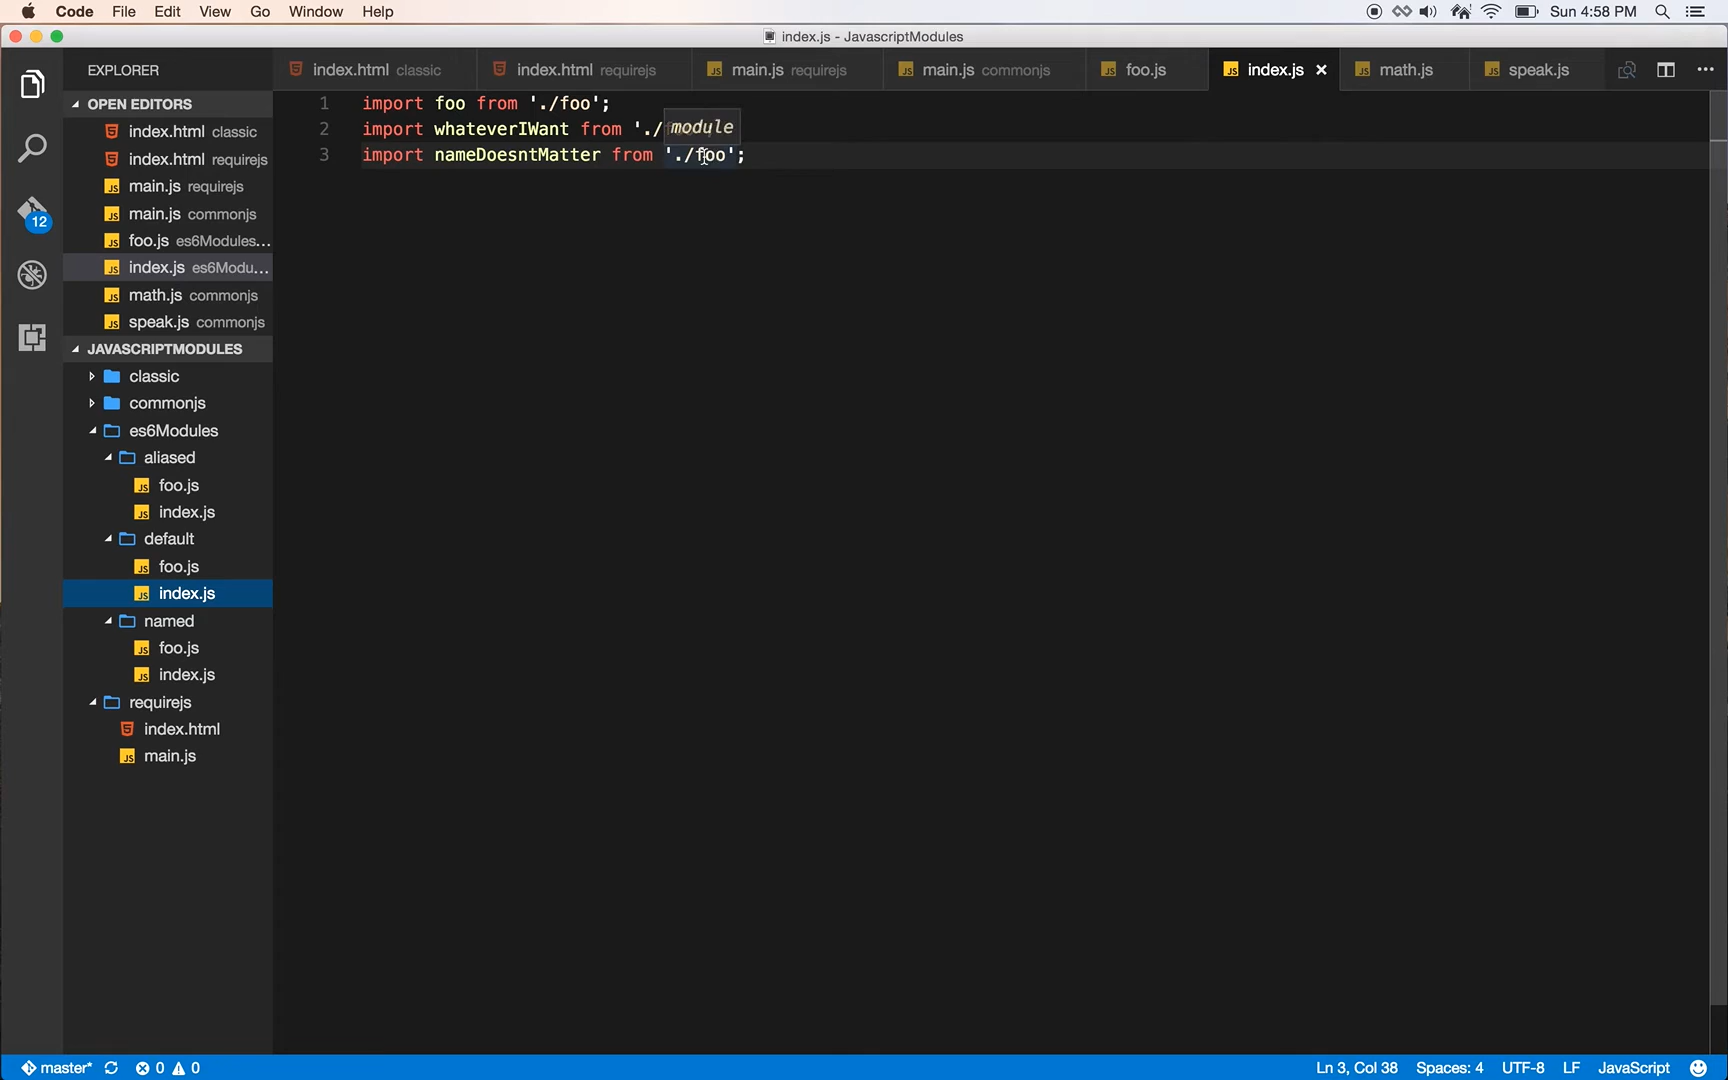 Code File Edit View Go Window Help Sun 4:58 PM
index.js - JavascriptModules
EXPLORER
index.html classic index.html requirejs main.js requirejs main.js commonjs foo.js index.js math.js speak.js
OPEN EDITORS
index.html classic
index.html requirejs
main.js requirejs
main.js commonjs
foo.js es6Modules...
index.js es6Modu...
math.js commonjs
speak.js commonjs
JAVASCRIPTMODULES
classic
commonjs
es6Modules
aliased
foo.js
index.js
default
foo.js
index.js
named
foo.js
index.js
requirejs
index.html
main.js
1 import foo from './foo';
2 import whateverIWant from './
module
3 import nameDoesntMatter from './foo';
12
master* 0 0 Ln 3, Col 38 Spaces: 4 UTF-8 LF JavaScript